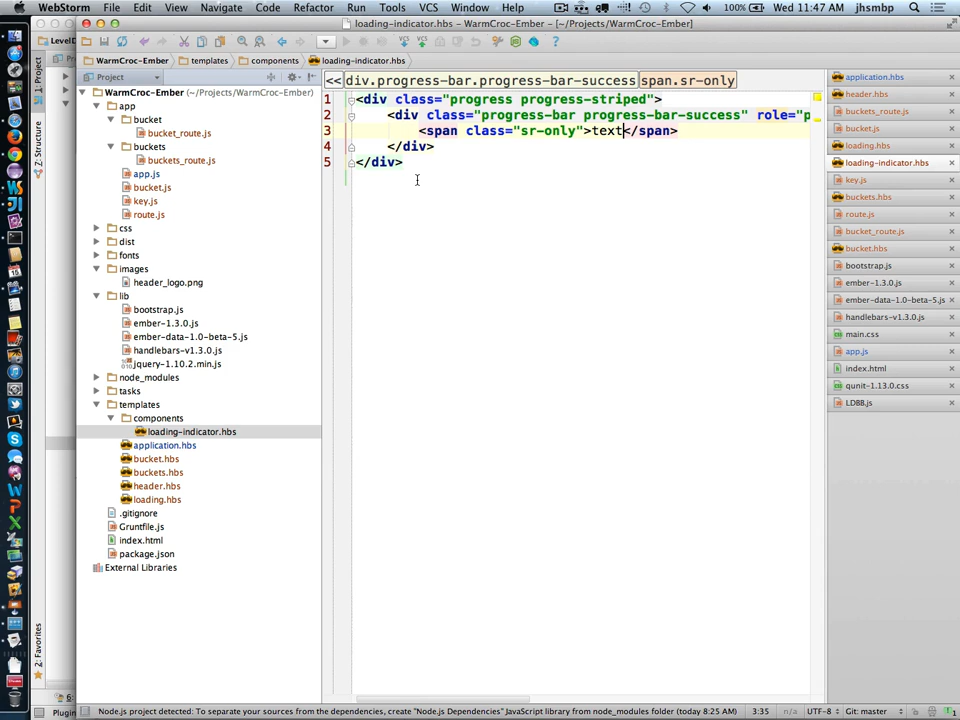 WebStorm File Edit View Navigate Code Refactor Run Tools VCS Window Help 100% Wed 11:47 AM jhsmbp
loading-indicator.hbs - WarmCroc-Ember - [~/Projects/WarmCroc-Ember]
LevelD
WarmCroc-Ember templates components loading-indicator.hbs
Project
<< div.progress-bar.progress-bar-success span.sr-only
WarmCroc-Ember (~/Projects/WarmCroc-Ember)
app
bucket
bucket_route.js
buckets
buckets_route.js
app.js
bucket.js
key.js
route.js
css
dist
fonts
images
header_logo.png
lib
bootstrap.js
ember-1.3.0.js
ember-data-1.0-beta-5.js
handlebars-v1.3.0.js
jquery-1.10.2.min.js
node_modules
tasks
templates
components
loading-indicator.hbs
application.hbs
bucket.hbs
buckets.hbs
header.hbs
loading.hbs
.gitignore
Gruntfile.js
index.html
package.json
External Libraries
1 <div class="progress progress-striped">
2 <div class="progress-bar progress-bar-success" role="p
3 <span class="sr-only">text</span>
4 </div>
5 </div>
application.hbs
header.hbs
buckets_route.js
bucket.js
loading.hbs
loading-indicator.hbs
key.js
buckets.hbs
route.js
bucket_route.js
bucket.hbs
bootstrap.js
ember-1.3.0.js
ember-data-1.0-beta-5.js
handlebars-v1.3.0.js
main.css
app.js
index.html
qunit-1.13.0.css
LDBB.js
1: Project
7: Structure
2: Favorites
6:
Plugin
Node.js project detected: To separate your sources from the dependencies, create "Node.js Dependencies" JavaScript library from node_modules folder (today 8:25 AM) 3:35 n/a UTF-8 Git: master 1